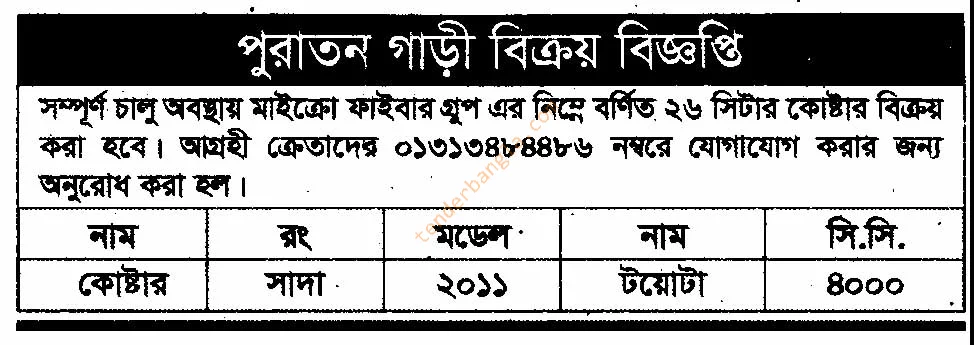 পুরাতন গাড়ী বিক্রয় বিজ্ঞপ্তি
সম্পূর্ণ চালু অবস্থায় মাইক্রো ফাইবার গ্রুপ এর নিম্নে বর্ণিত ২৬ সিটার কোষ্টার বিক্রয়
করা হবে। আগ্রহী ক্রেতাদের ০১৩১৩৪৮৪৪৮৬ নম্বরে যোগাযোগ করার জন্য
অনুরোধ করা হল।
নাম রং মডেল নাম সি.সি.
কোষ্টার সাদা ২০১১ টয়োটা ৪০০০
tenderbangla.com